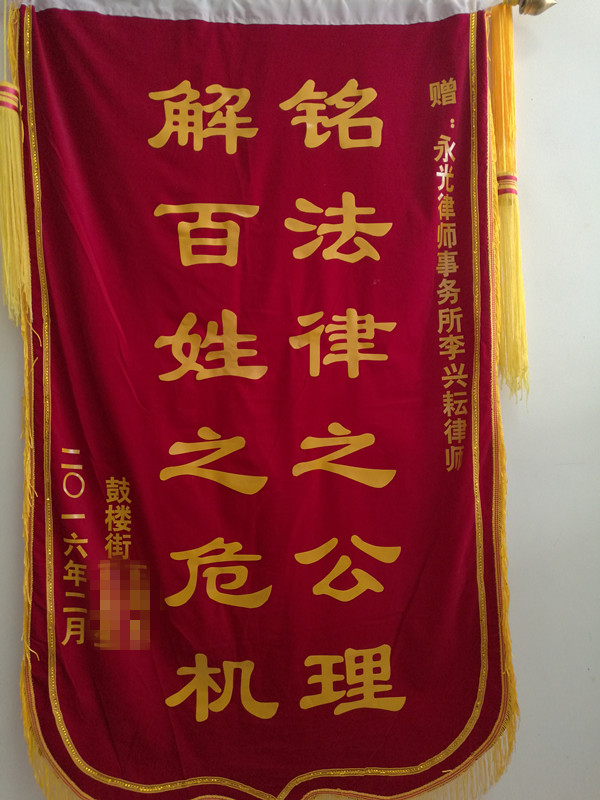 赠：永光律师事务所李兴耘律师
铭法律之公理
解百姓之危机
鼓楼街
二〇一六年二月